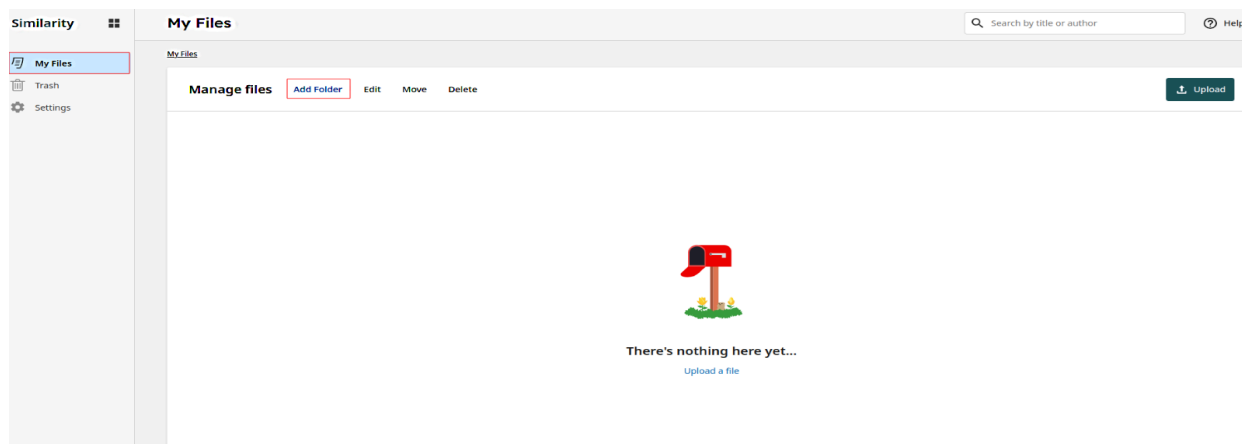 Similarity
My Files
Search by title or author
Help
My Files
Trash
Settings
My Files
Manage files Add Folder Edit Move Delete
Upload
There's nothing here yet...
Upload a file